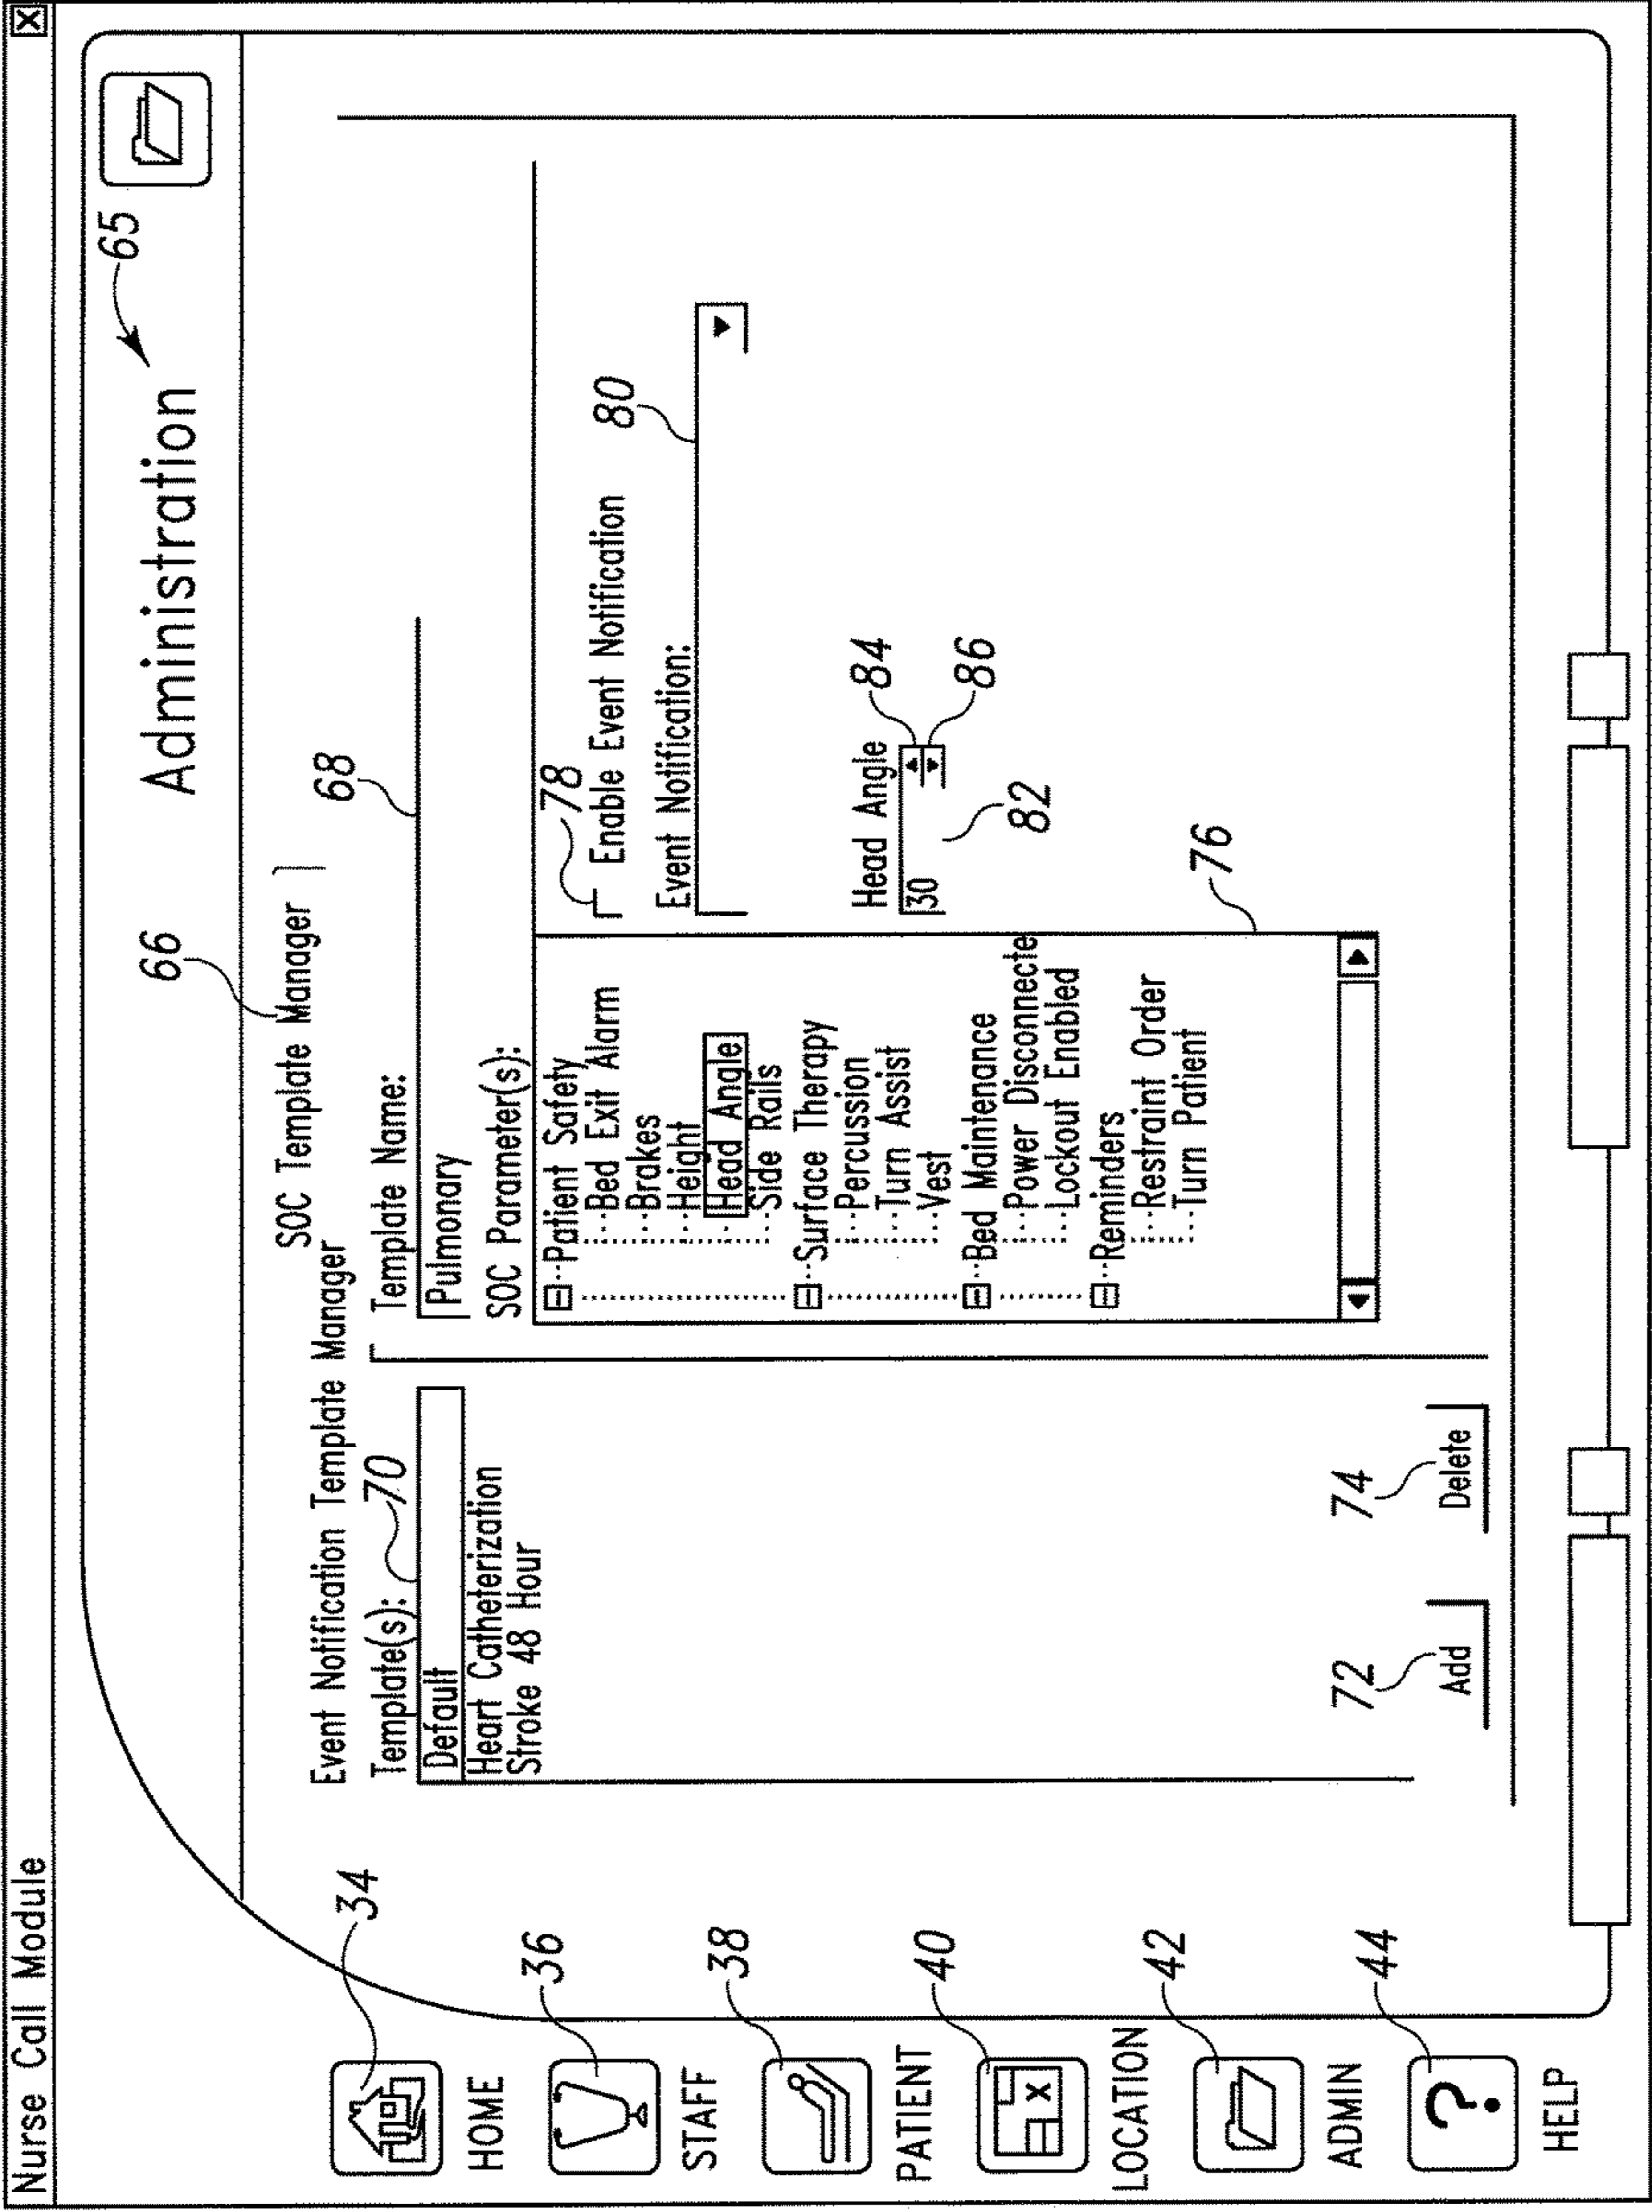 Nurse Call Module
X
Administration
65
66
SOC Template Manager
Event Notification Template Manager
Template(s):
70
Default
Heart Catheterization
Stroke 48 Hour
72
Add
74
Delete
68
Template Name:
Pulmonary
SOC Parameter(s):
Patient Safety
Bed Exit Alarm
Brakes
Height
Head Angle
Side Rails
Surface Therapy
Percussion
Turn Assist
Vest
Bed Maintenance
Power Disconnecte
Lockout Enabled
Reminders
Restraint Order
Turn Patient
76
78
Enable Event Notification
Event Notification:
80
Head Angle
30
82
84
86
34
HOME
36
STAFF
38
PATIENT
40
X
LOCATION
42
ADMIN
44
?
HELP